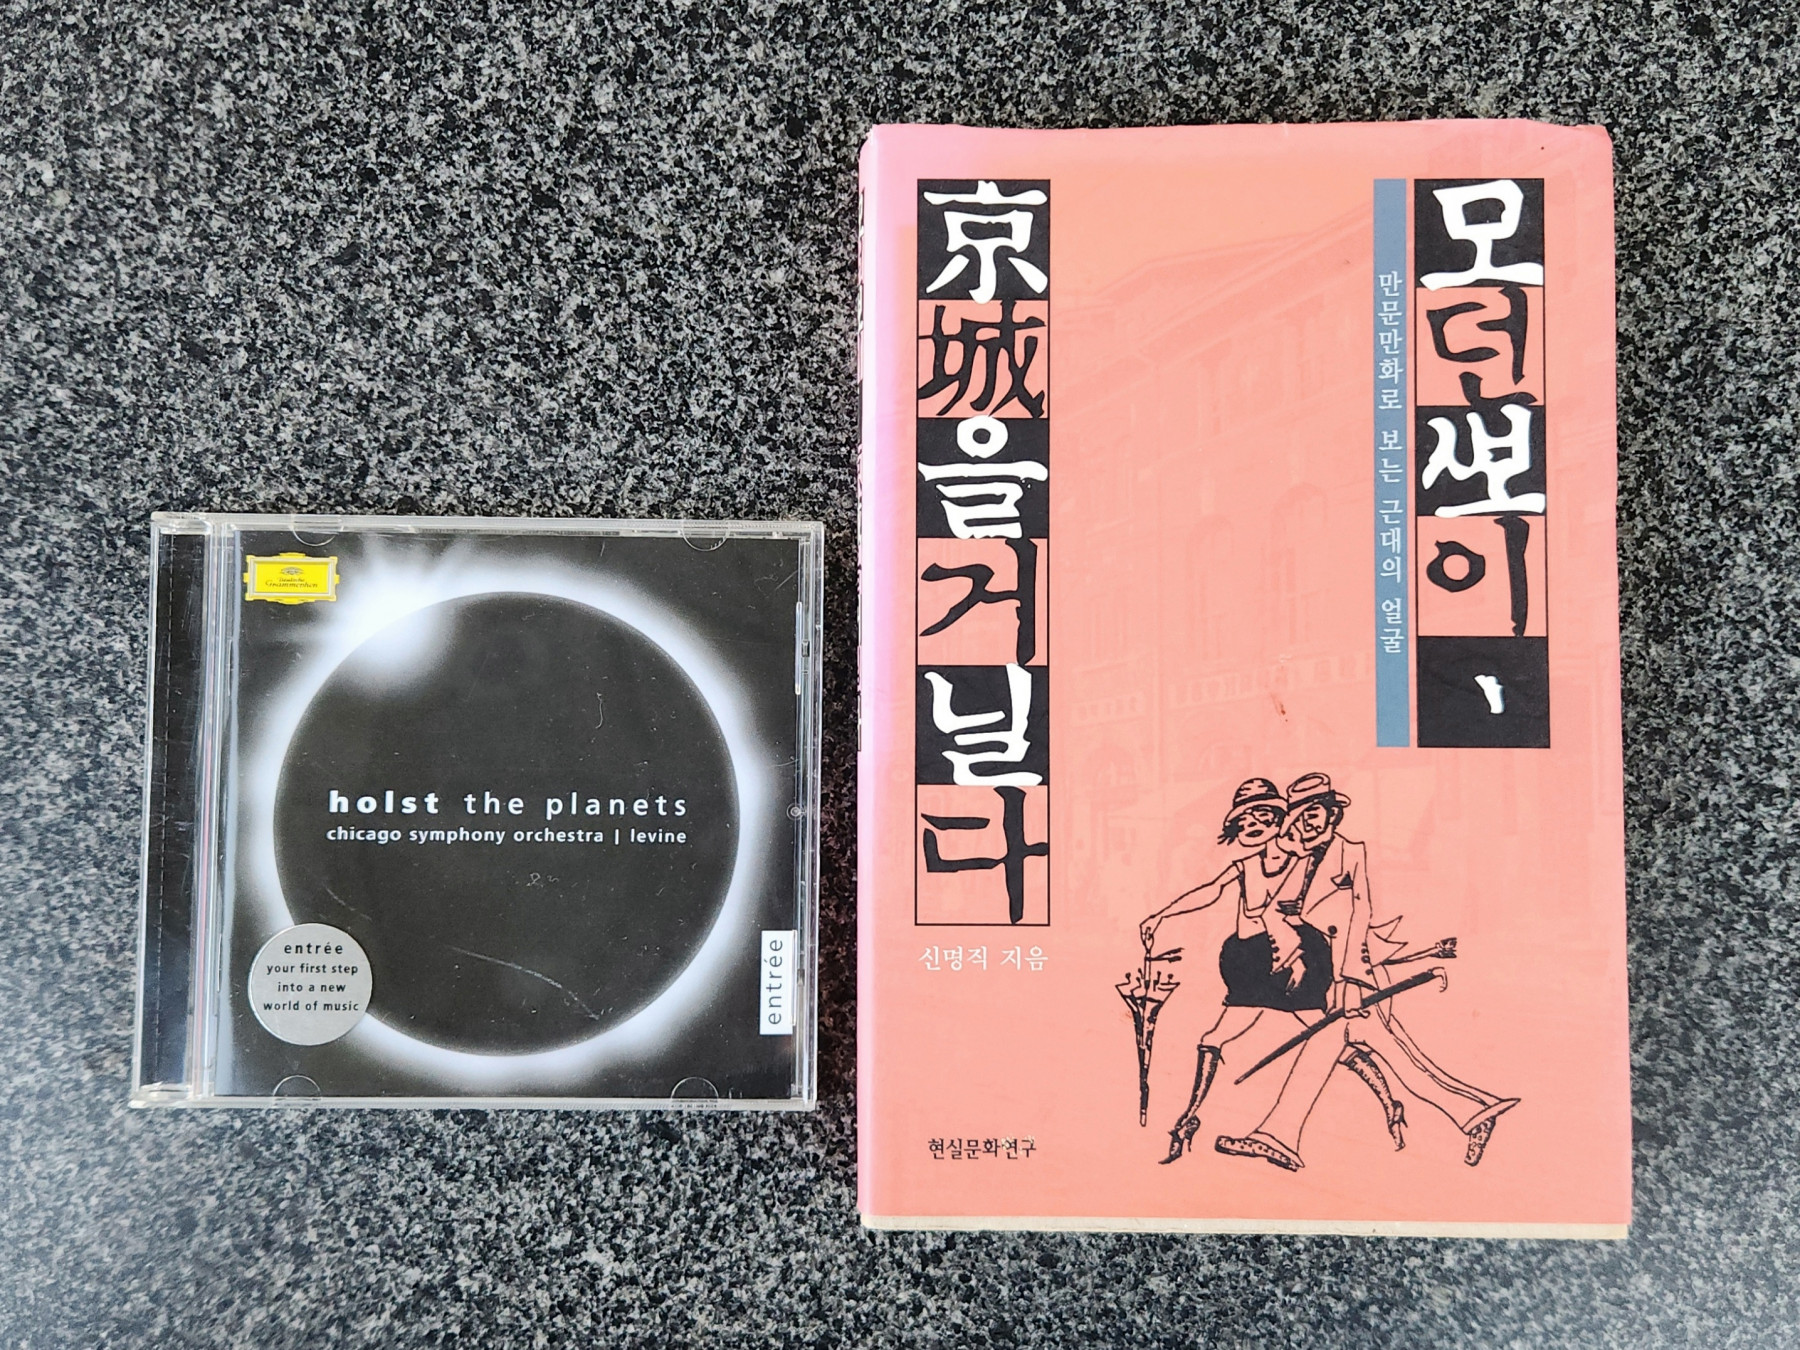 Deutsche
Grammophon
holst the planets
chicago symphony orchestra | levine
entrée
your first step
into a new
world of music
entrée
모던뽀이,
만문만화로 보는 근대의 얼굴
京城을거닐다
신명직 지음
현실문화연구